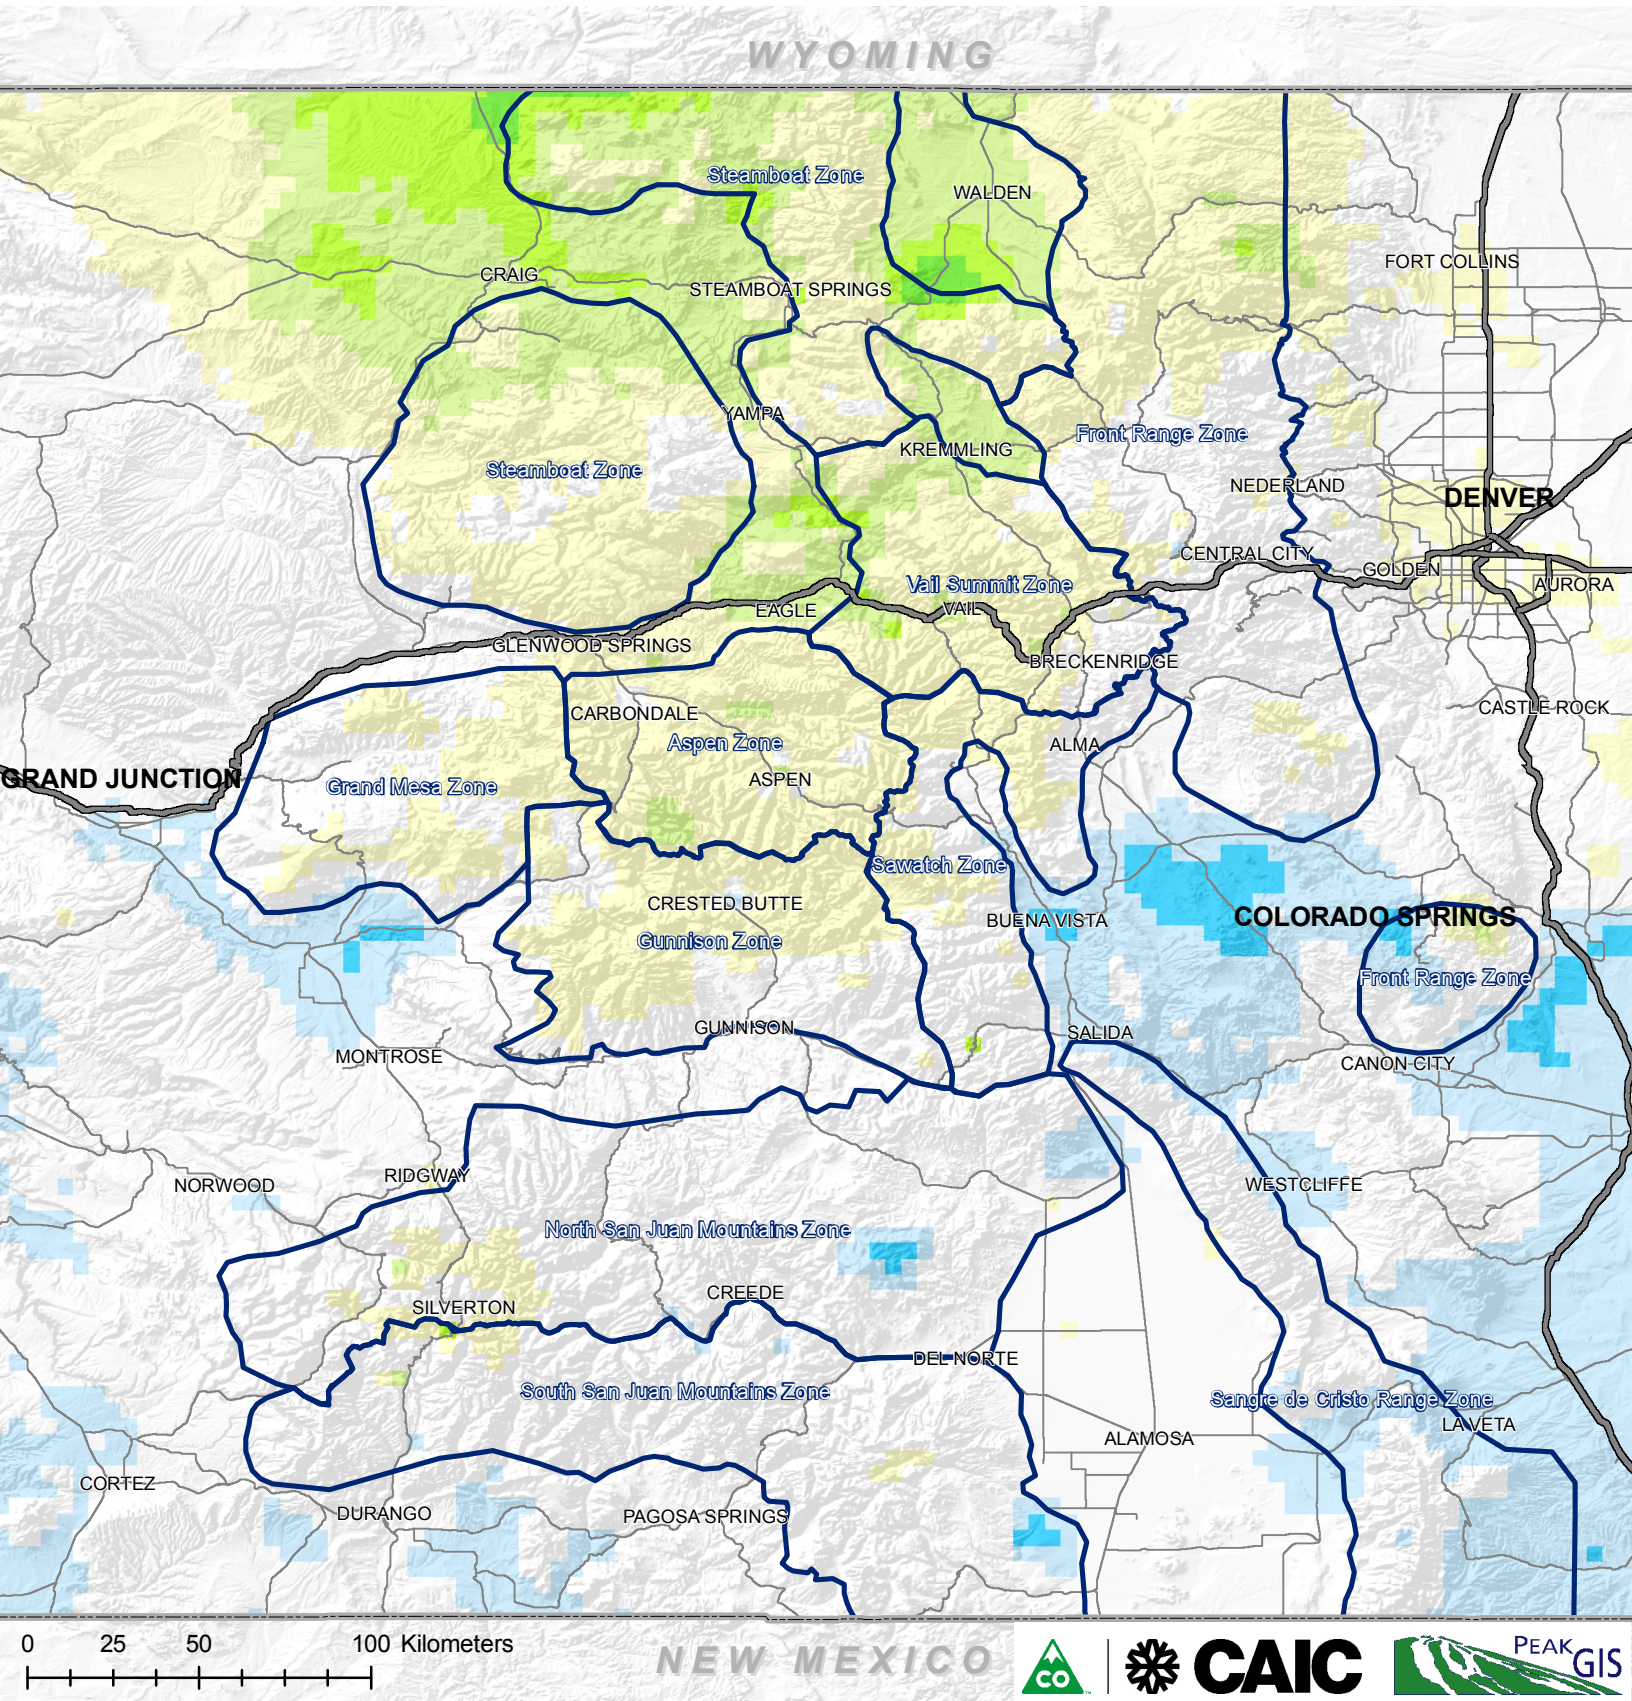 WYOMING
Steamboat Zone
WALDEN
FORT COLLINS
CRAIG
STEAMBOAT SPRINGS
YAMPA
Front Range Zone
KREMMLING
Steamboat Zone
NEDERLAND
DENVER
CENTRAL CITY
GOLDEN
AURORA
Vail Summit Zone
EAGLE
VAIL
GLENWOOD SPRINGS
BRECKENRIDGE
CARBONDALE
CASTLE ROCK
Aspen Zone
ALMA
GRAND JUNCTION
ASPEN
Grand Mesa Zone
Sawatch Zone
CRESTED BUTTE
BUENA VISTA
COLORADO SPRINGS
Gunnison Zone
Front Range Zone
GUNNISON
SALIDA
MONTROSE
CANON CITY
RIDGWAY
NORWOOD
WESTCLIFFE
North San Juan Mountains Zone
CREEDE
SILVERTON
DEL NORTE
South San Juan Mountains Zone
Sangre de Cristo Range Zone
LA VETA
ALAMOSA
CORTEZ
DURANGO
PAGOSA SPRINGS
0 25 50 100 Kilometers
NEW MEXICO
CO
CAIC
PEAK GIS